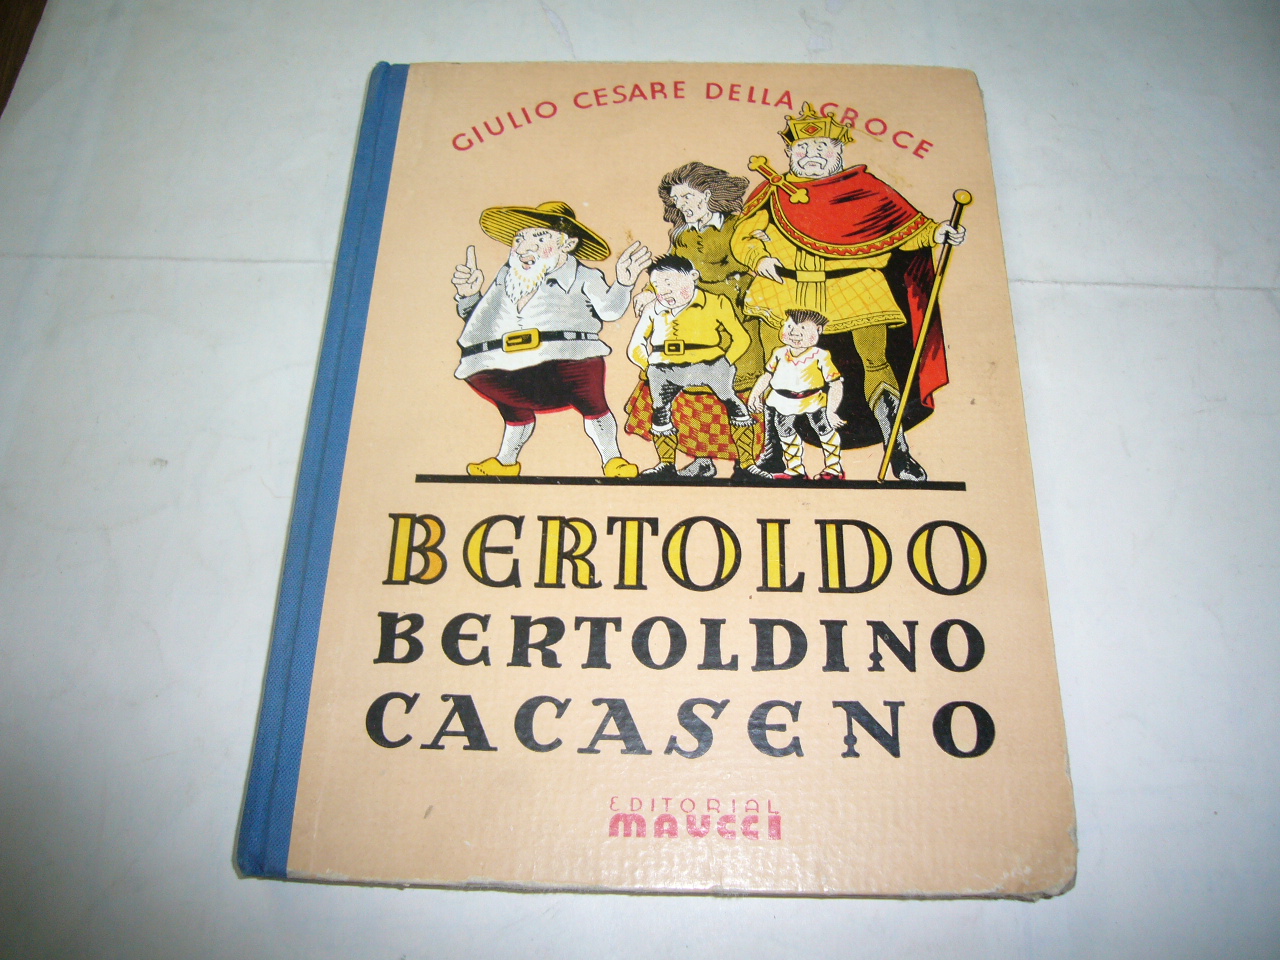 GIULIO CESARE DELLA CROCE
BERTOLDO
BERTOLDINO
CACASENO
EDITORIAL
MAUCCI